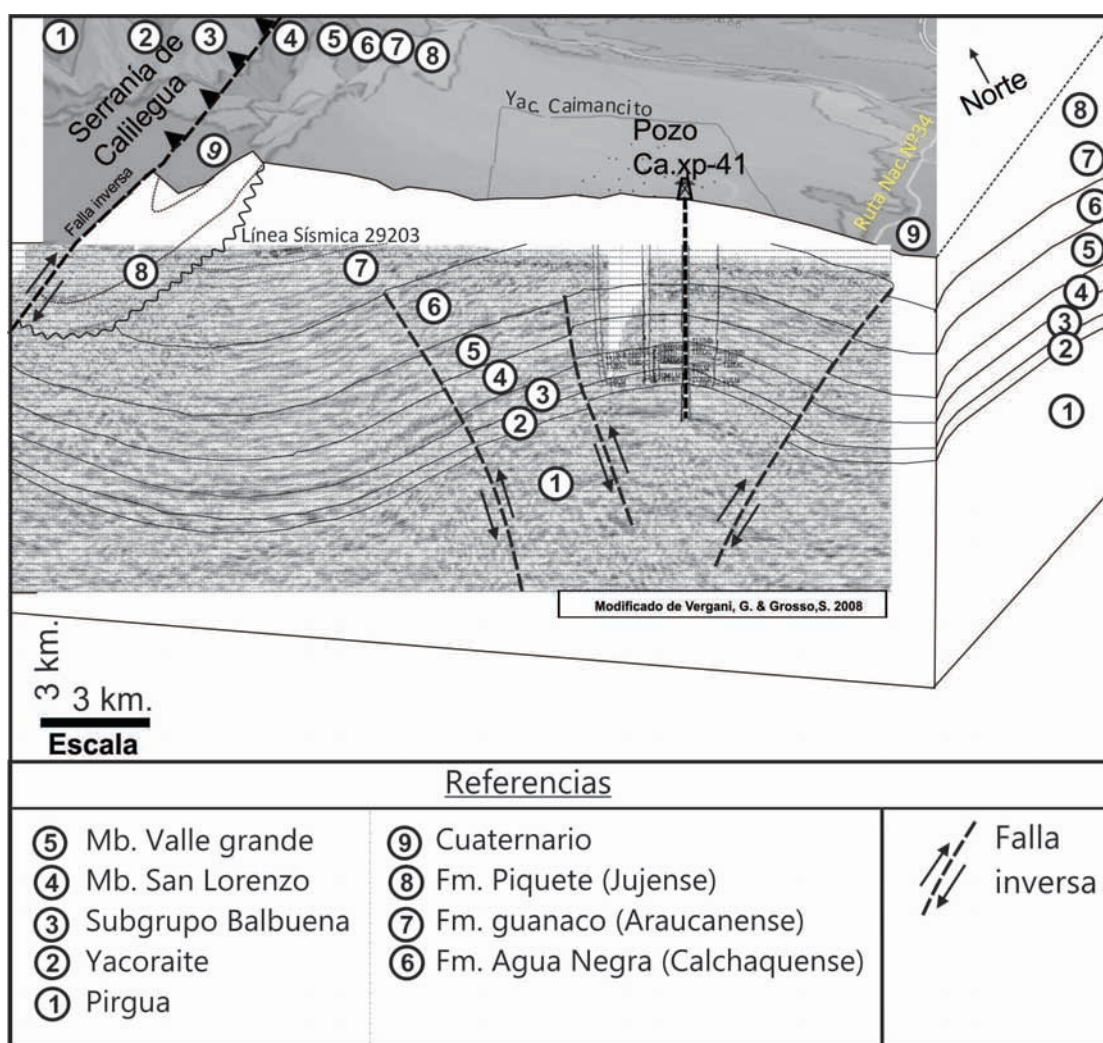 1 2 3 4 5 6 7 8
Serranía de
Calilegua
Falla inversa
9
Yac. Caimancito
Pozo
Ca.xp-41
Ruta Nac.Nº34
9
Norte
Línea Sísmica 29203
8
7
6
5
4
3
2
1
8
7
6
5
4
3
2
1
Modificado de Vergani, G. & Grosso,S. 2008
3 km.
3 km.
Escala
Referencias
5 Mb. Valle grande
4 Mb. San Lorenzo
3 Subgrupo Balbuena
2 Yacoraite
1 Pirgua
9 Cuaternario
8 Fm. Piquete (Jujense)
7 Fm. guanaco (Araucanense)
6 Fm. Agua Negra (Calchaquense)
Falla
inversa